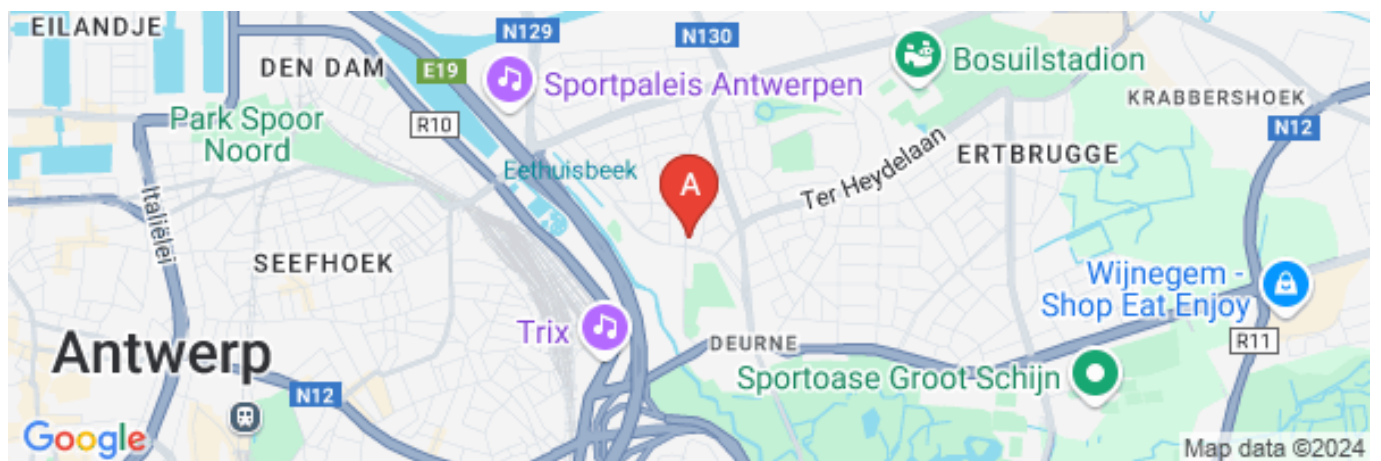 EILANDJE
N129
N130
Bosuilstadion
DEN DAM
E19
Sportpaleis Antwerpen
KRABBERSHOEK
Park Spoor
Noord
R10
N12
Eethuisbeek
A
Ter Heydelaan
ERTBRUGGE
Italiëlei
SEEFHOEK
Wijnegem -
Shop Eat Enjoy
Trix
DEURNE
R11
Antwerp
Sportoase Groot Schijn
N12
Google
Map data ©2024